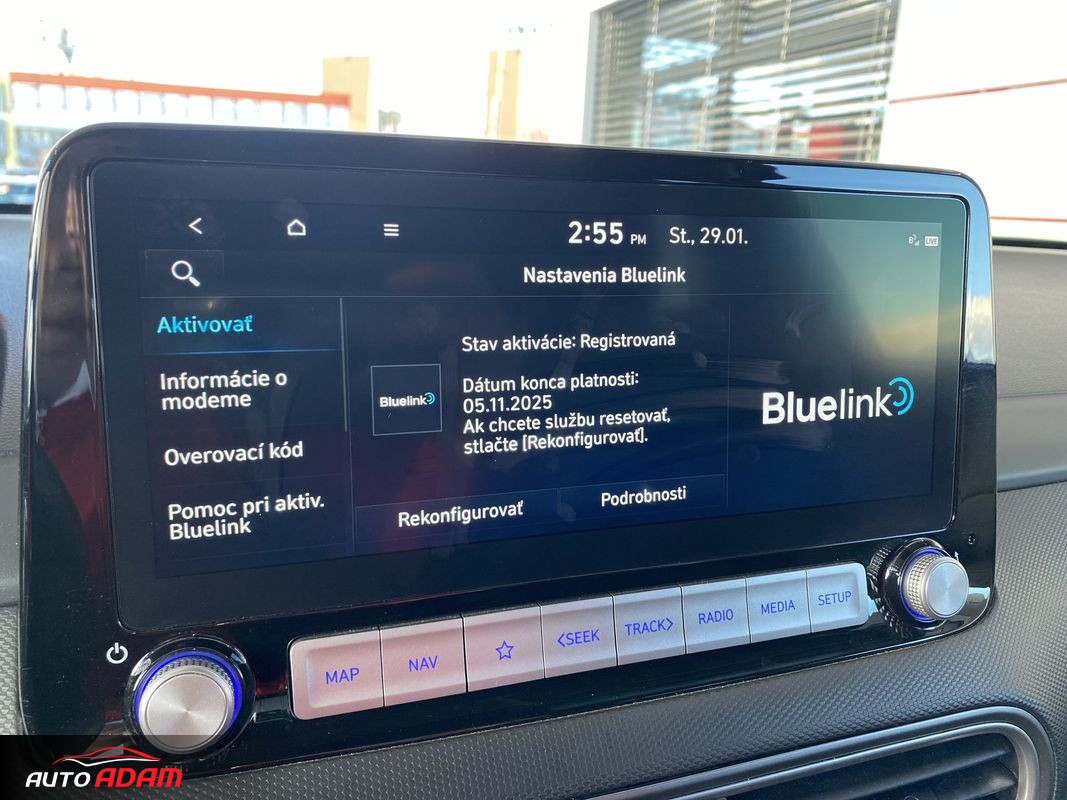 2:55 PM St., 29.01.
B LIVE
Nastavenia Bluelink
Aktivovať
Informácie o
modeme
Overovací kód
Pomoc pri aktiv.
Bluelink
Bluelink
Stav aktivácie: Registrovaná
Dátum konca platnosti:
05.11.2025
Ak chcete službu resetovať,
stlačte [Rekonfigurovať].
Rekonfigurovať
Podrobnosti
Bluelink
MAP
NAV
<SEEK
TRACK>
RADIO
MEDIA
SETUP
AUTO ADAM